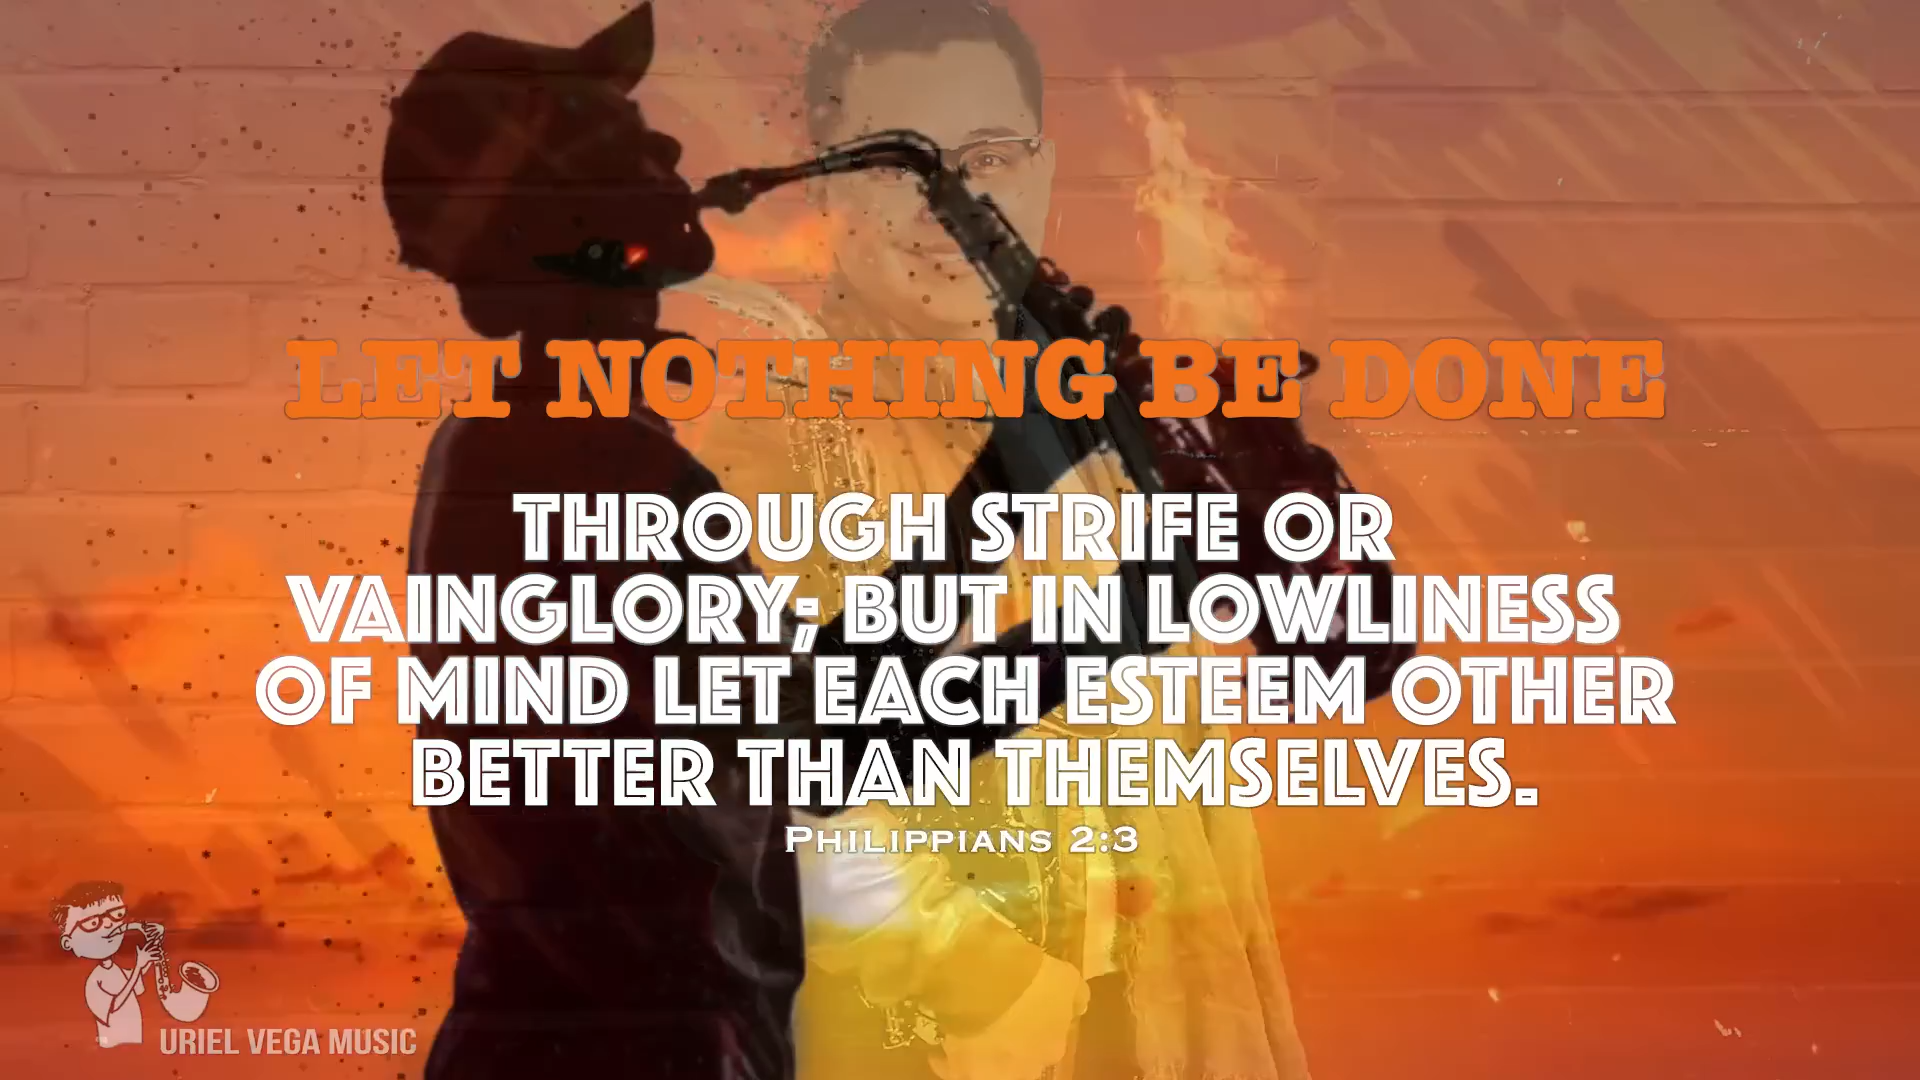 LET NOTHING BE DONE
THROUGH STRIFE OR
VAINGLORY; BUT IN LOWLINESS
OF MIND LET EACH ESTEEM OTHER
BETTER THAN THEMSELVES.
PHILIPPIANS 2:3
URIEL VEGA MUSIC